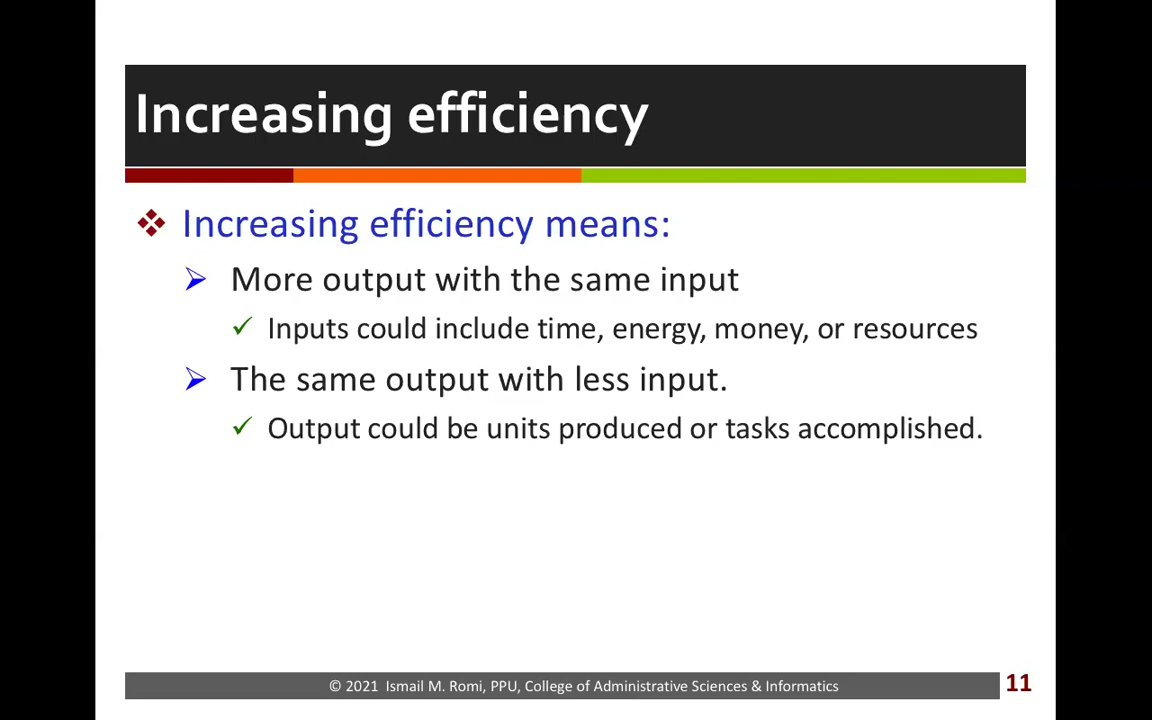 Increasing efficiency
Increasing efficiency means:
More output with the same input
Inputs could include time, energy, money, or resources
The same output with less input.
Output could be units produced or tasks accomplished.
© 2021 Ismail M. Romi, PPU, College of Administrative Sciences & Informatics
11